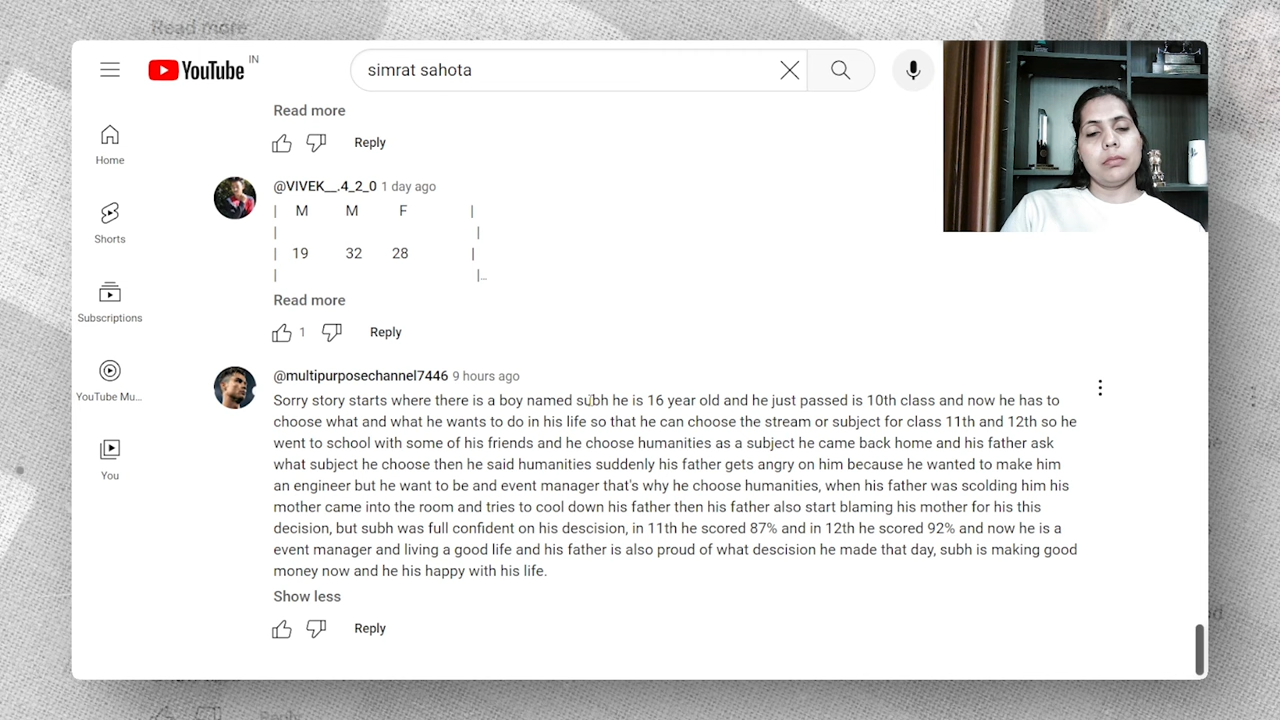 Read more
YouTube IN
simrat sahota
Home
Shorts
Subscriptions
YouTube Mu...
You
Read more
Reply
@VIVEK__.4_2_0 1 day ago
| M M F |
| |
| 19 32 28 |
| |...
Read more
1 Reply
@multipurposechannel7446 9 hours ago
Sorry story starts where there is a boy named subh he is 16 year old and he just passed is 10th class and now he has to
choose what and what he wants to do in his life so that he can choose the stream or subject for class 11th and 12th so he
went to school with some of his friends and he choose humanities as a subject he came back home and his father ask
what subject he choose then he said humanities suddenly his father gets angry on him because he wanted to make him
an engineer but he want to be and event manager that's why he choose humanities, when his father was scolding him his
mother came into the room and tries to cool down his father then his father also start blaming his mother for his this
decision, but subh was full confident on his descision, in 11th he scored 87% and in 12th he scored 92% and now he is a
event manager and living a good life and his father is also proud of what descision he made that day, subh is making good
money now and he his happy with his life.
Show less
Reply
Reply